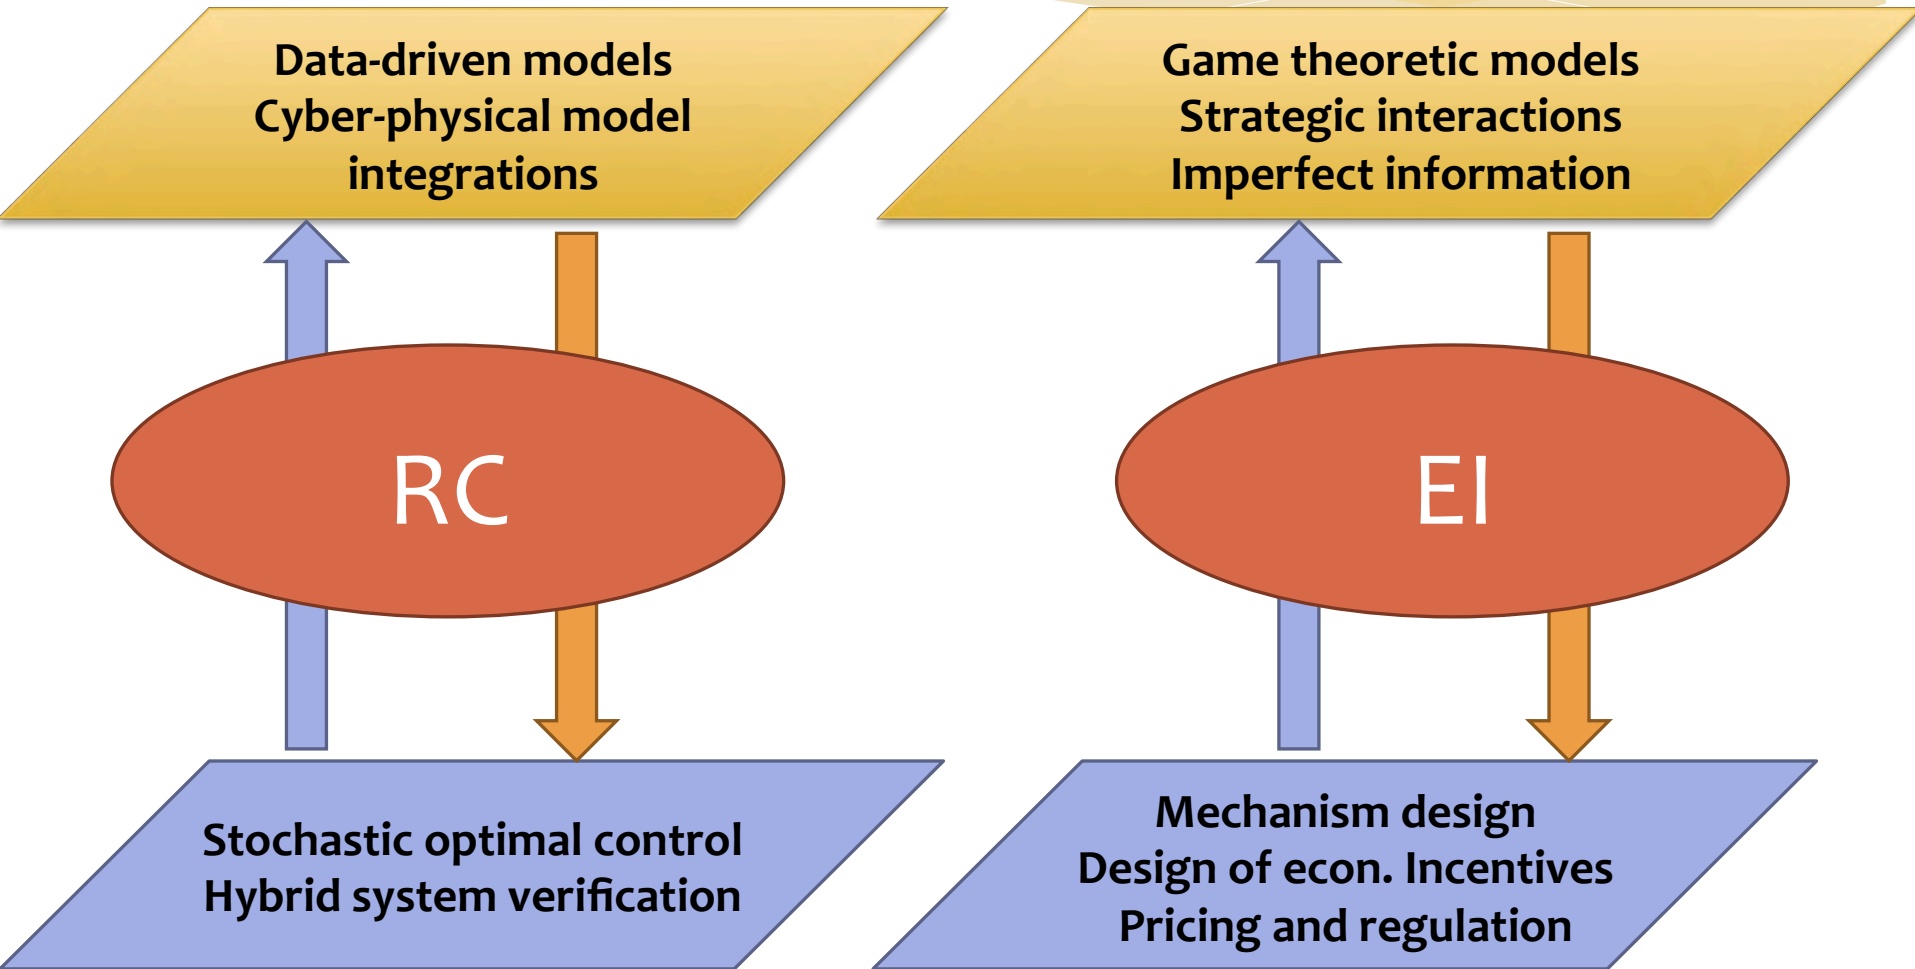 Data-driven models
Cyber-physical model
integrations
Game theoretic models
Strategic interactions
Imperfect information
RC
EI
Stochastic optimal control
Hybrid system verification
Mechanism design
Design of econ. Incentives
Pricing and regulation